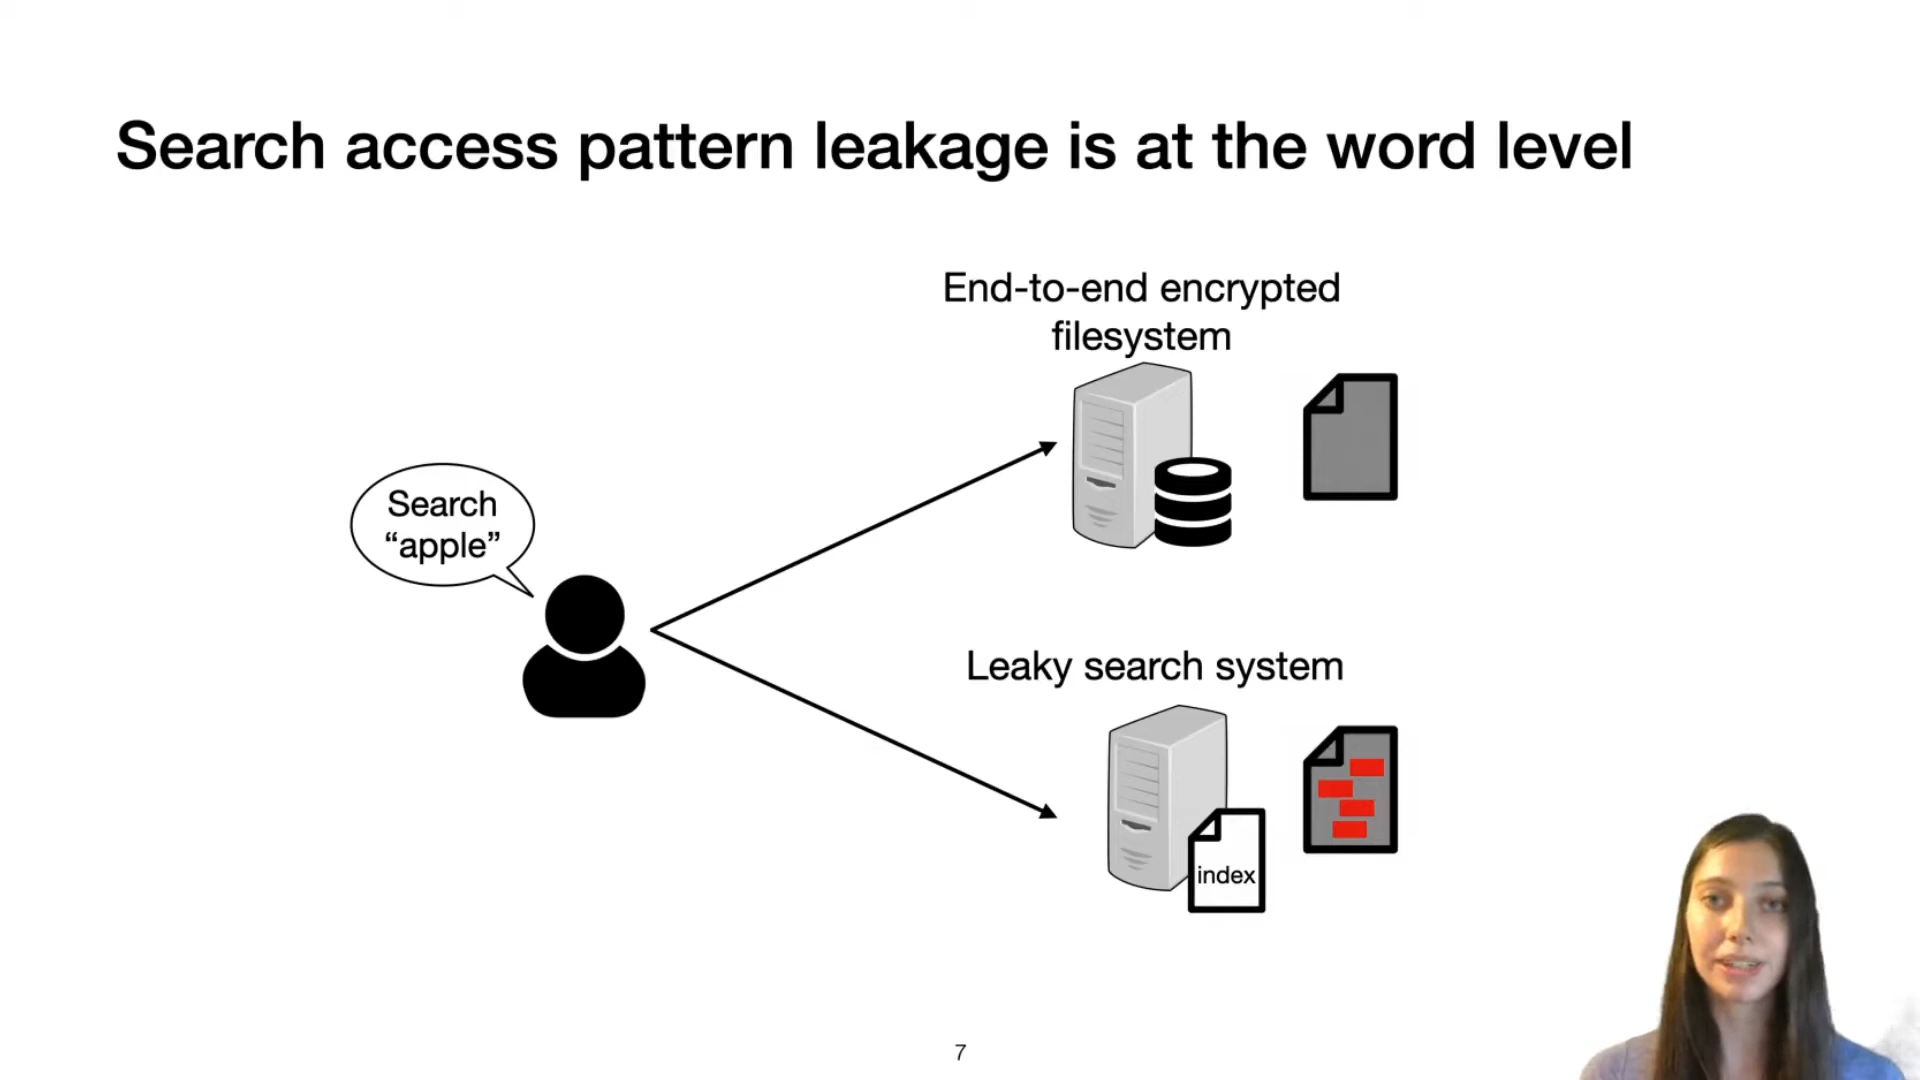 Search access pattern leakage is at the word level
End-to-end encrypted
filesystem
Search
“apple”
Leaky search system
index
7